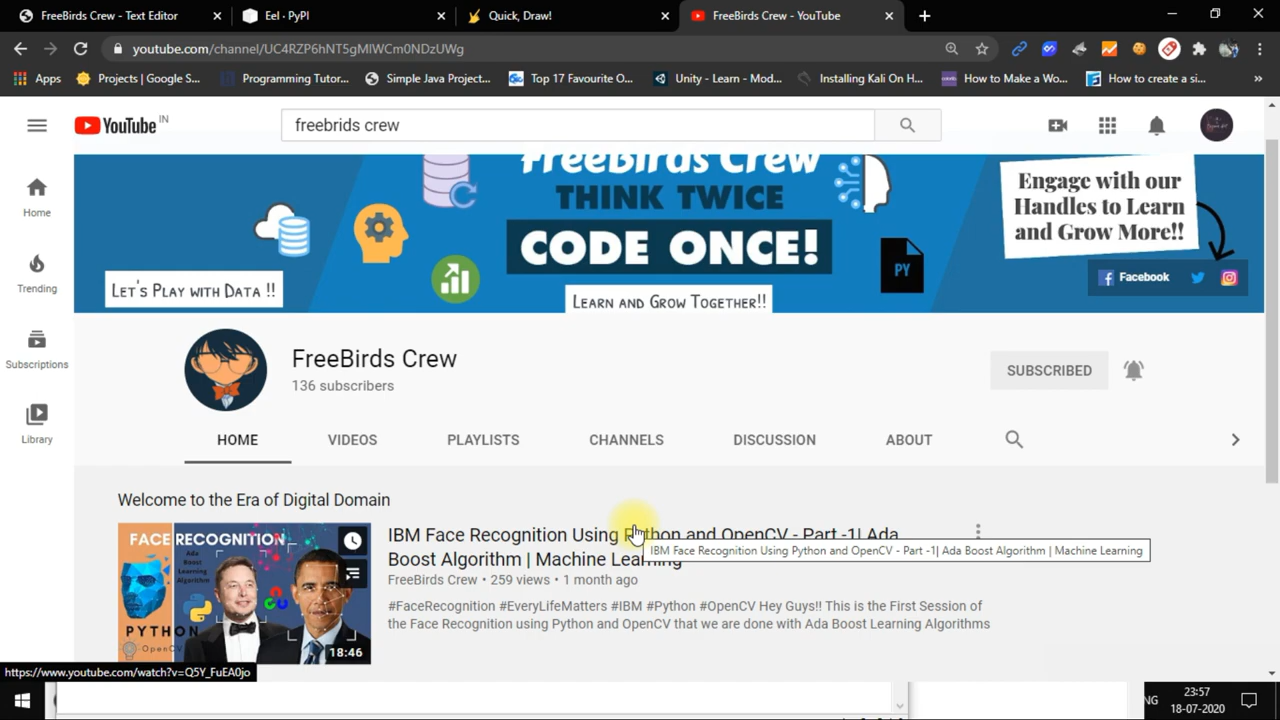 FreeBirds Crew - Text Editor
Eel · PyPI
Quick, Draw!
FreeBirds Crew - YouTube
youtube.com/channel/UC4RZP6hNT5gMIWCm0NDzUWg
Apps
Projects | Google S...
Programming Tutor...
Simple Java Project...
Top 17 Favourite O...
Unity - Learn - Mod...
Installing Kali On H...
How to Make a Wo...
How to create a si...
YouTube IN
freebrids crew
Home
Trending
Subscriptions
Library
FreeBirds Crew
THINK TWICE
CODE ONCE!
LET'S PLAY WITH DATA !!
LEARN AND GROW TOGETHER!!
PY
Engage with our
Handles to Learn
and Grow More!!
Facebook
FreeBirds Crew
136 subscribers
SUBSCRIBED
HOME
VIDEOS
PLAYLISTS
CHANNELS
DISCUSSION
ABOUT
Welcome to the Era of Digital Domain
FACE RECOGNITION
Ada
Boost
Learning
Algorithm
PYTHON
OpenCV
18:46
IBM Face Recognition Using Python and OpenCV - Part -1| Ada
Boost Algorithm | Machine Learning
IBM Face Recognition Using Python and OpenCV - Part -1| Ada Boost Algorithm | Machine Learning
FreeBirds Crew • 259 views • 1 month ago
#FaceRecognition #EveryLifeMatters #IBM #Python #OpenCV Hey Guys!! This is the First Session of
the Face Recognition using Python and OpenCV that we are done with Ada Boost Learning Algorithms
https://www.youtube.com/watch?v=Q5Y_FuEA0jo
NG
23:57
18-07-2020